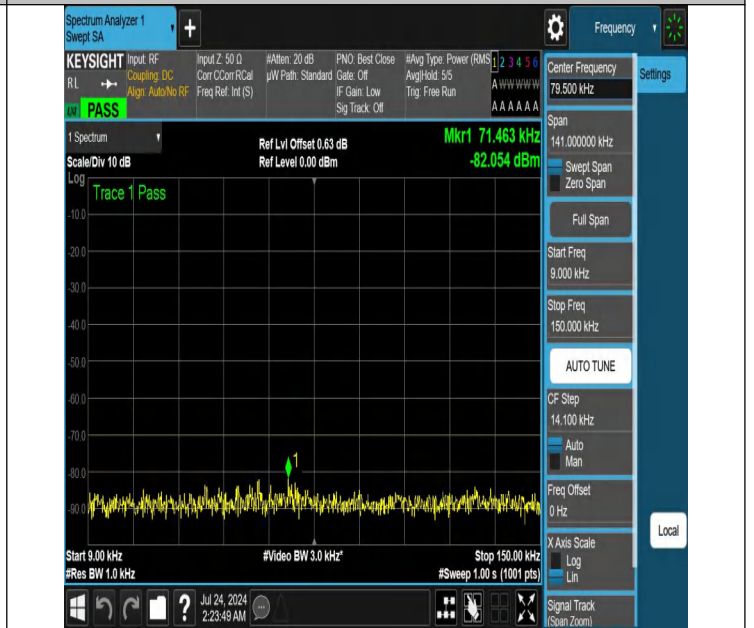 Spectrum Analyzer 1
Swept SA
Frequency
KEYSIGHT
RL
PASS
Input: RF
Coupling: DC
Align: Auto/No RF
Input Z: 50 Ω
Corr CCorr RCal
Freq Ref: Int (S)
#Atten: 20 dB
µW Path: Standard
PNO: Best Close
Gate: Off
IF Gain: Low
Sig Track: Off
#Avg Type: Power (RMS
Avg|Hold: 5/5
Trig: Free Run
1 2 3 4 5 6
A W W W W W
A A A A A A
1 Spectrum
Scale/Div 10 dB
Ref Lvl Offset 0.63 dB
Ref Level 0.00 dBm
Mkr1 71.463 kHz
-82.054 dBm
Log
Trace 1 Pass
-10.0
-20.0
-30.0
-40.0
-50.0
-60.0
-70.0
-80.0
-90.0
1
Start 9.00 kHz
#Res BW 1.0 kHz
#Video BW 3.0 kHz*
Stop 150.00 kHz
#Sweep 1.00 s (1001 pts)
Center Frequency
79.500 kHz
Settings
Span
141.000000 kHz
Swept Span
Zero Span
Full Span
Start Freq
9.000 kHz
Stop Freq
150.000 kHz
AUTO TUNE
CF Step
14.100 kHz
Auto
Man
Freq Offset
0 Hz
X Axis Scale
Log
Lin
Local
Signal Track
(Span Zoom)
?
Jul 24, 2024
2:23:49 AM